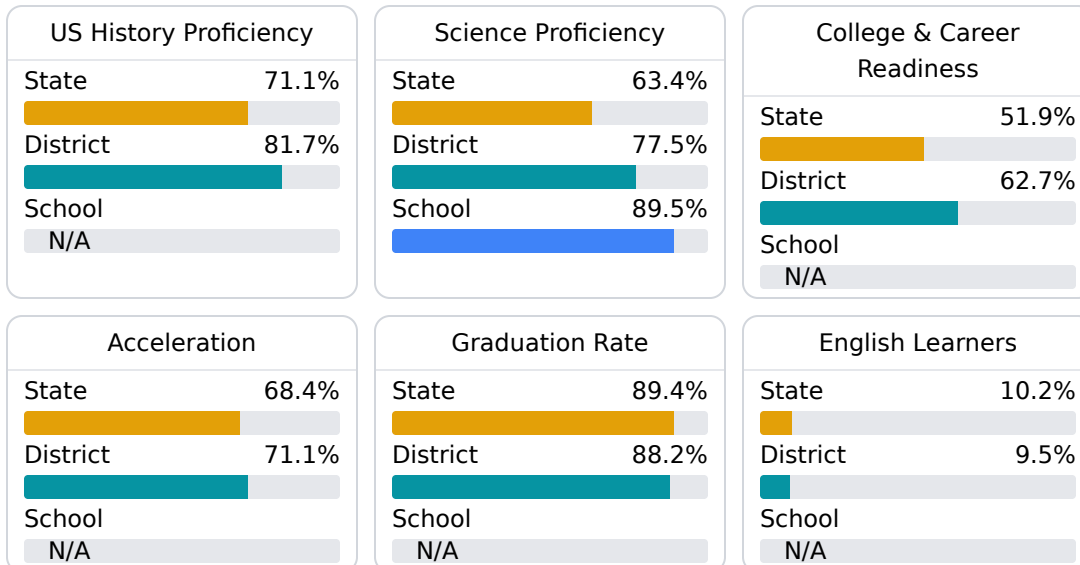 US History Proficiency
State 71.1%
District 81.7%
School
N/A
Science Proficiency
State 63.4%
District 77.5%
School 89.5%
College & Career
Readiness
State 51.9%
District 62.7%
School
N/A
Acceleration
State 68.4%
District 71.1%
School
N/A
Graduation Rate
State 89.4%
District 88.2%
School
N/A
English Learners
State 10.2%
District 9.5%
School
N/A